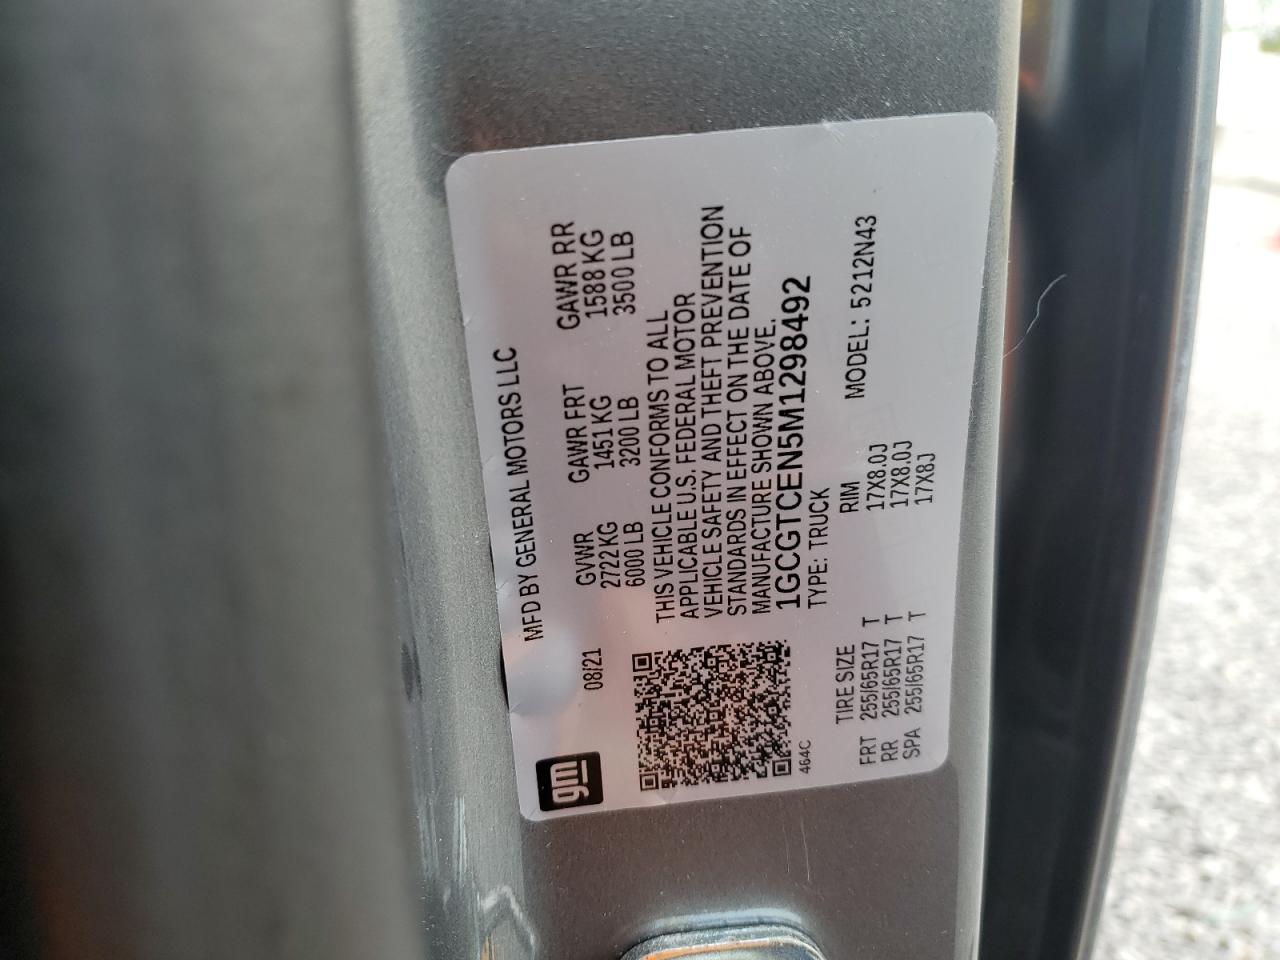 gm
MFD BY GENERAL MOTORS LLC
08/21
GVWR GAWR FRT GAWR RR
2722 KG 1451 KG 1588 KG
6000 LB 3200 LB 3500 LB
THIS VEHICLE CONFORMS TO ALL
APPLICABLE U.S. FEDERAL MOTOR
VEHICLE SAFETY AND THEFT PREVENTION
STANDARDS IN EFFECT ON THE DATE OF
MANUFACTURE SHOWN ABOVE.
1GCGTCEN5M1298492
464C
TYPE: TRUCK
TIRE SIZE RIM MODEL: 5212N43
FRT 255/65R17 T 17X8.0J
RR 255/65R17 T 17X8.0J
SPA 255/65R17 T 17X8J